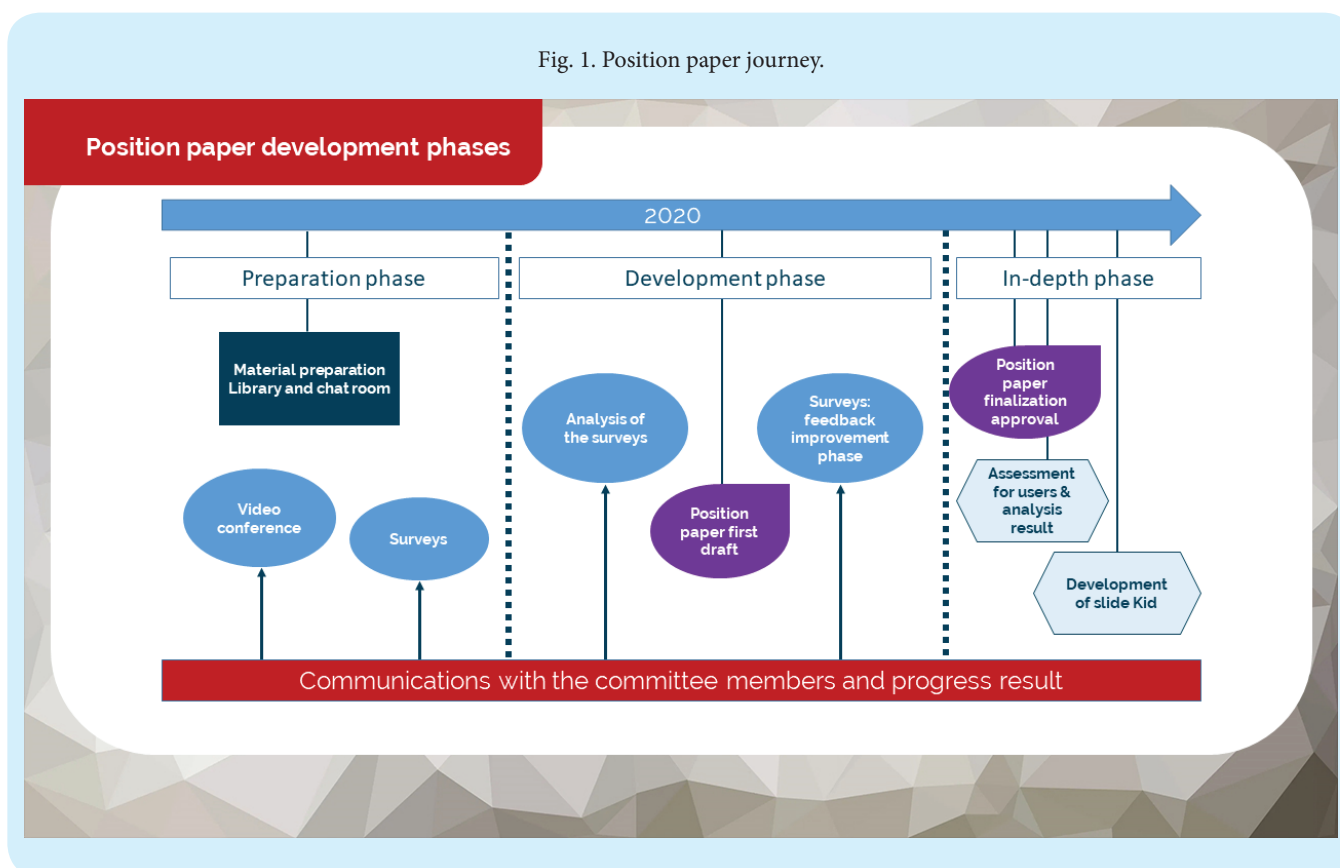 Fig. 1. Position paper journey.
Position paper development phases
2020
Preparation phase
Development phase
In-depth phase
Material preparation
Library and chat room
Video
conference
Surveys
Analysis of
the surveys
Position
paper first
draft
Surveys:
feedback
improvement
phase
Position
paper
finalization
approval
Assessment
for users &
analysis
result
Development
of slide Kid
Communications with the committee members and progress result